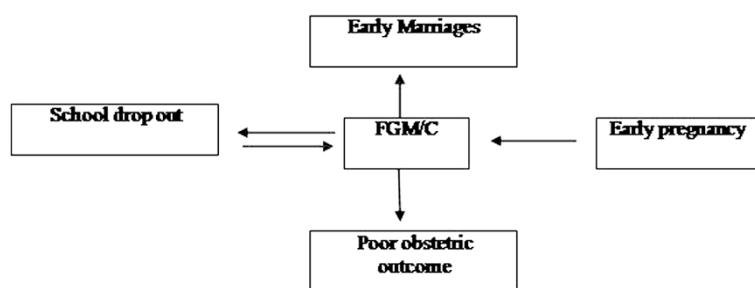 Early Marriages
School drop out
FGM/C
Early pregnancy
Poor obstetric
outcome